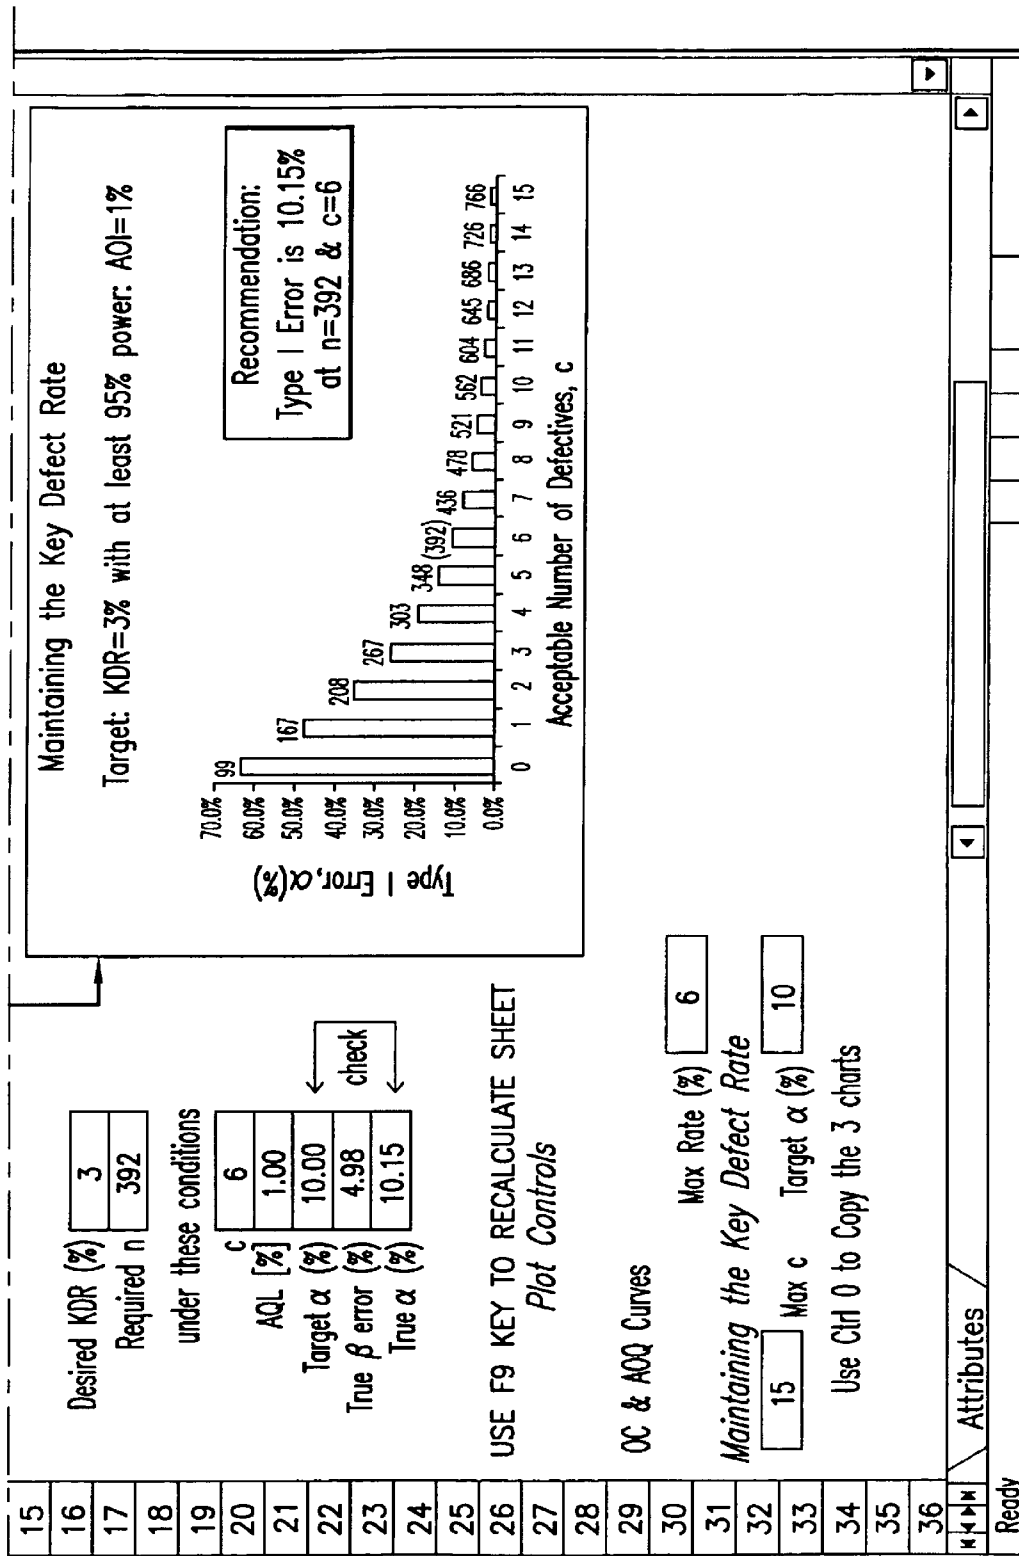 15
16
17
18
19
20
21
22
23
24
25
26
27
28
29
30
31
32
33
34
35
36
Desired KDR (%) 3
Required n 392
under these conditions
c 6
AQL [%] 1.00
Target α (%) 10.00
True β error (%) 4.98
True α (%) 10.15
check
USE F9 KEY TO RECALCULATE SHEET
Plot Controls
OC & AOQ Curves
Max Rate (%) 6
Maintaining the Key Defect Rate
15 Max c Target α (%) 10
Use Ctrl O to Copy the 3 charts
Maintaining the Key Defect Rate
Target: KDR=3% with at least 95% power: AQL=1%
Recommendation:
Type I Error is 10.15%
at n=392 & c=6
Type I Error, α(%)
70.0%
60.0%
50.0%
40.0%
30.0%
20.0%
10.0%
0.0%
99 167 208 267 303 348 (392) 436 478 521 562 604 645 686 726 766
0 1 2 3 4 5 6 7 8 9 10 11 12 13 14 15
Acceptable Number of Defectives, c
Attributes
Ready